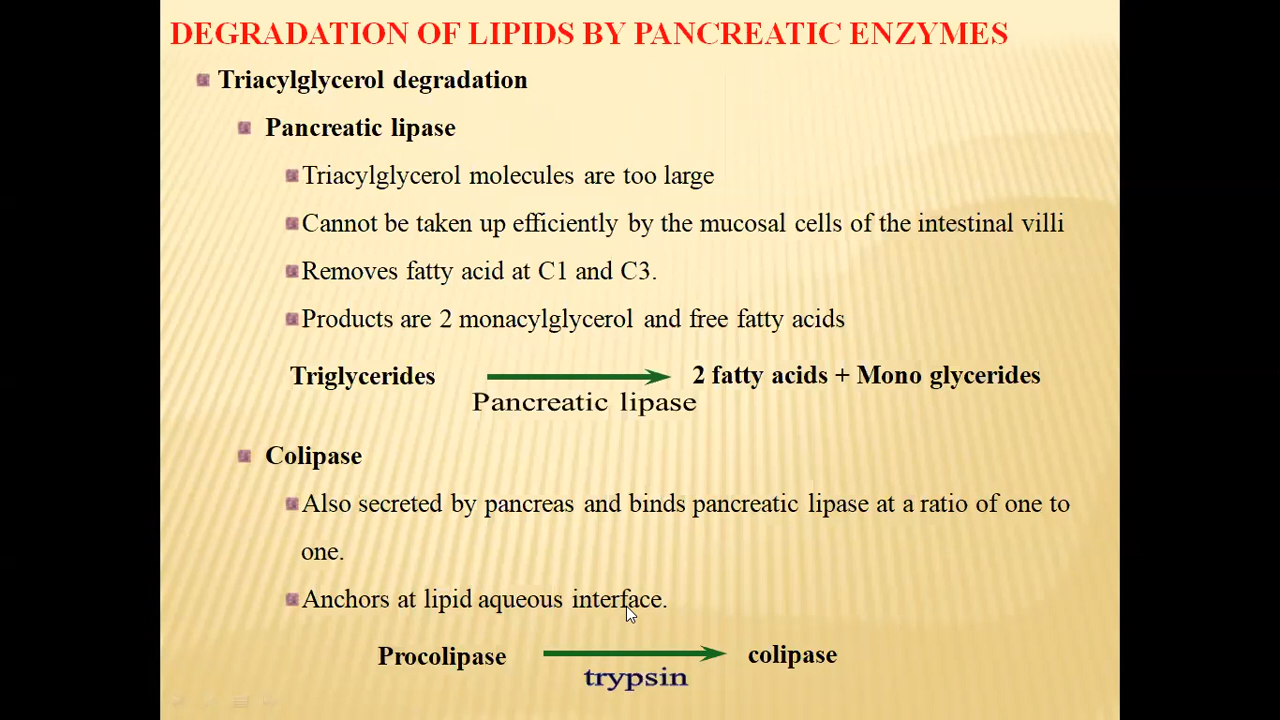 DEGRADATION OF LIPIDS BY PANCREATIC ENZYMES
Triacylglycerol degradation
Pancreatic lipase
Triacylglycerol molecules are too large
Cannot be taken up efficiently by the mucosal cells of the intestinal villi
Removes fatty acid at C1 and C3.
Products are 2 monacylglycerol and free fatty acids
Triglycerides 2 fatty acids + Mono glycerides
Pancreatic lipase
Colipase
Also secreted by pancreas and binds pancreatic lipase at a ratio of one to
one.
Anchors at lipid aqueous interface.
Procolipase colipase
trypsin